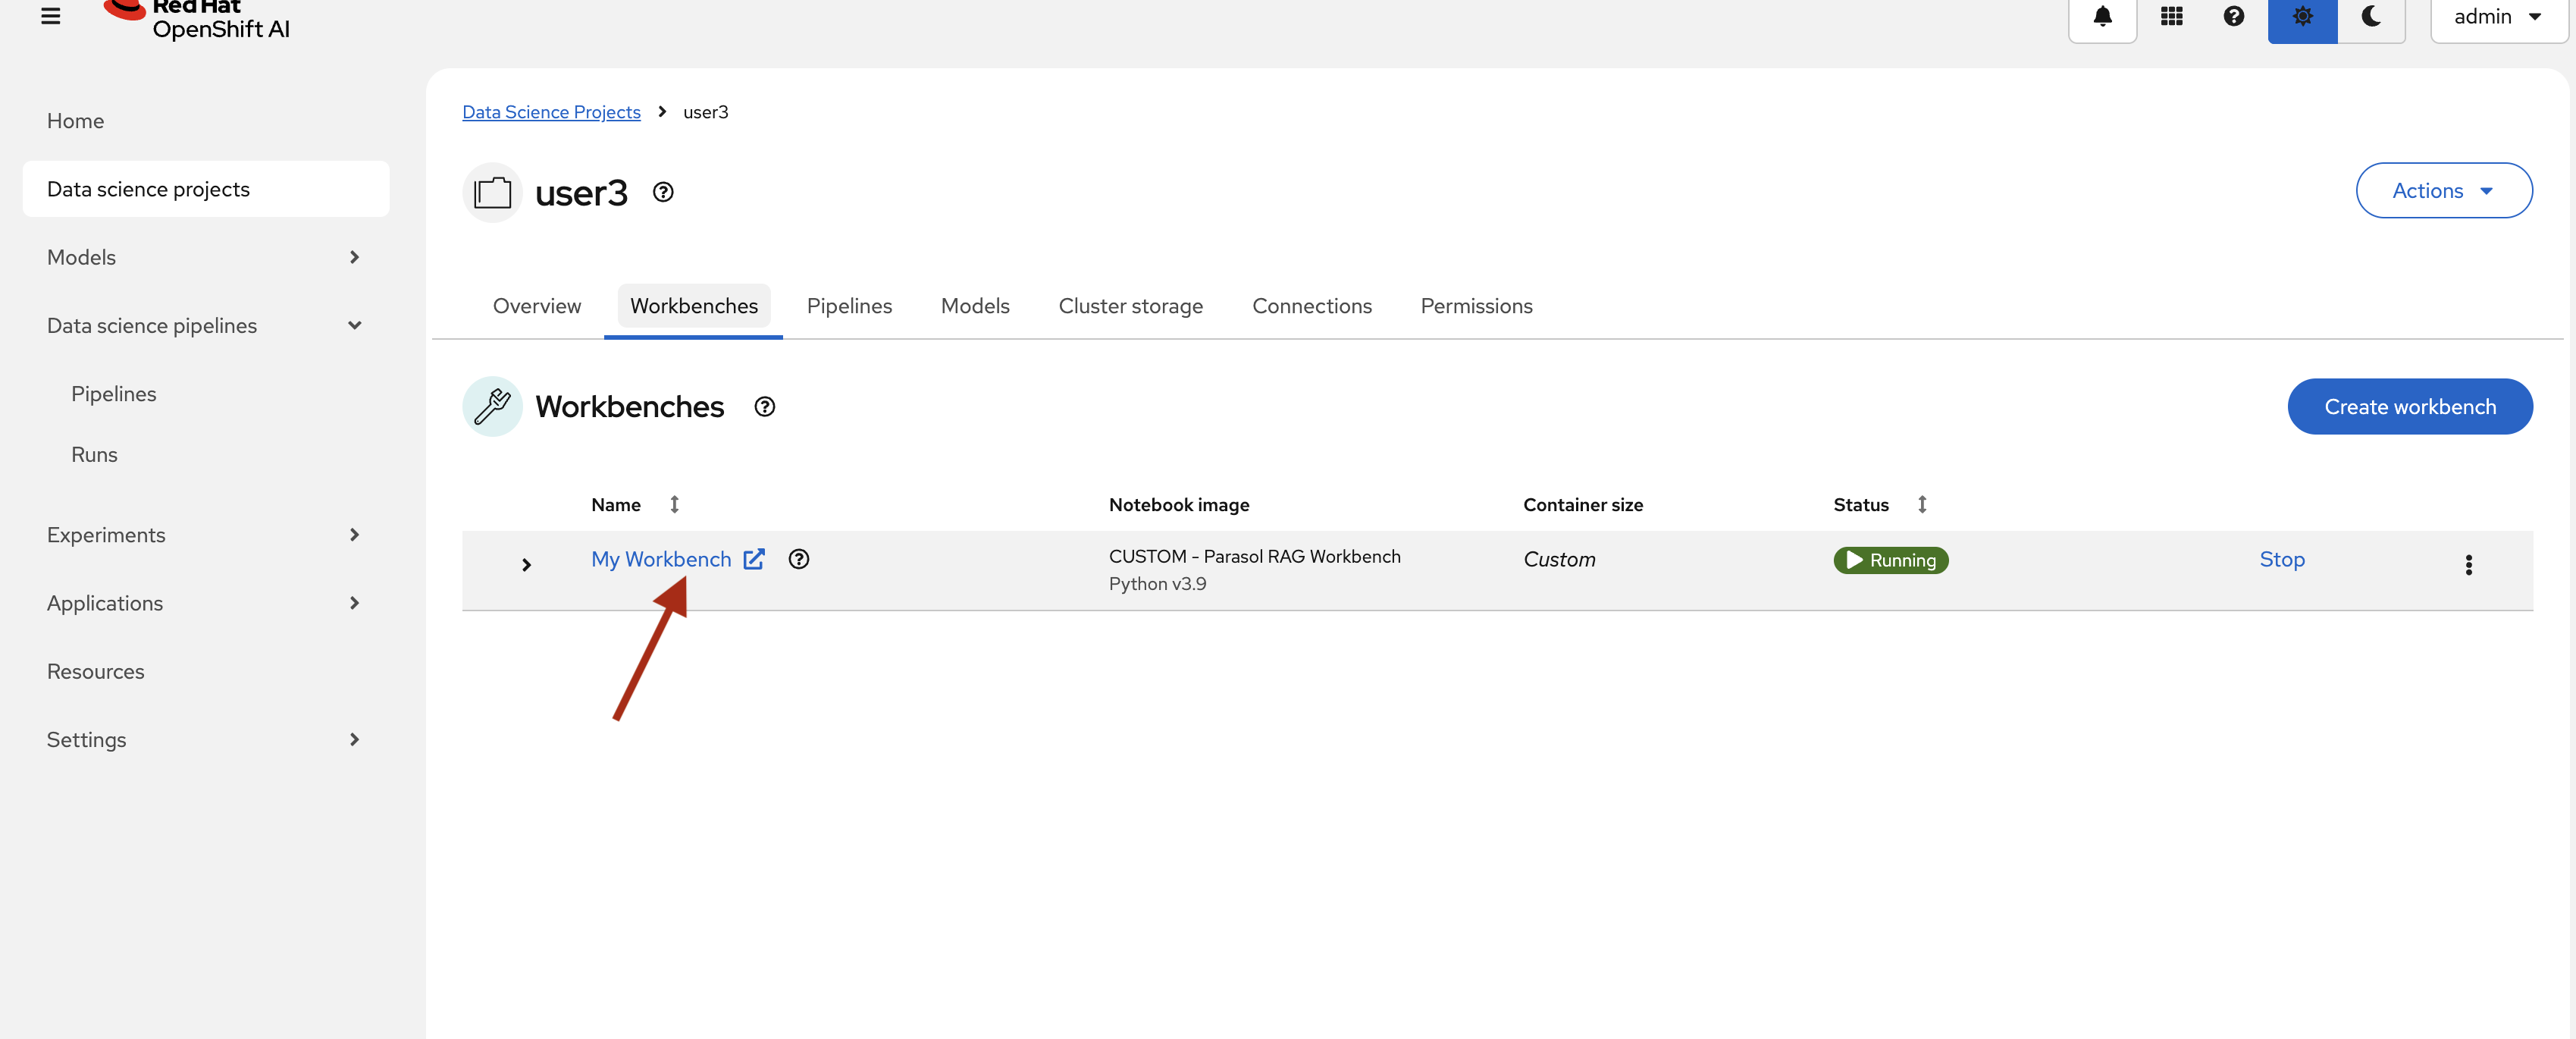 Red Hat
OpenShift AI
admin
Home
Data science projects
Models
Data science pipelines
Pipelines
Runs
Experiments
Applications
Resources
Settings
Data Science Projects > user3
user3
Actions
Overview Workbenches Pipelines Models Cluster storage Connections Permissions
Workbenches
Create workbench
Name Notebook image Container size Status
My Workbench CUSTOM - Parasol RAG Workbench Custom Running Stop
Python v3.9